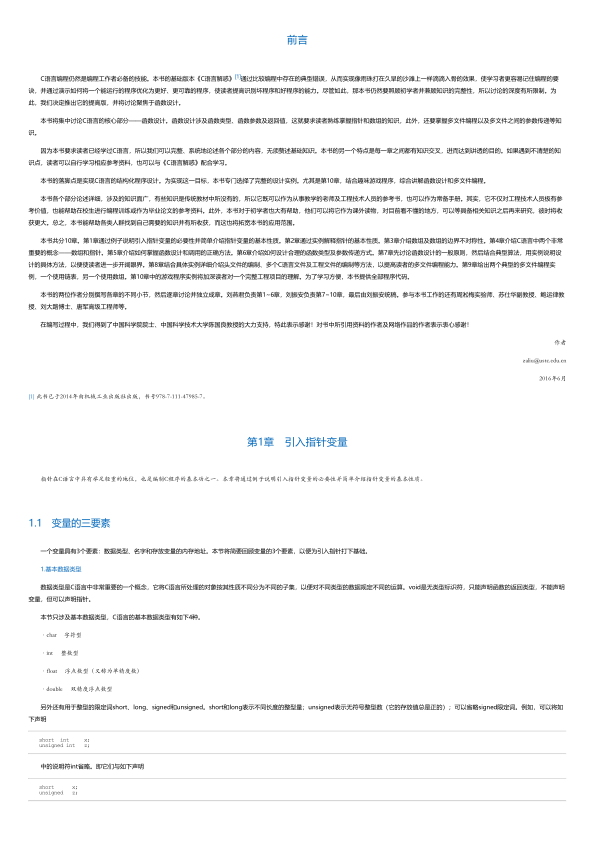 前言
C语言编程仍然是编程工作者必备的技能。本书的基础版本《C语言解惑》[1]通过比较编程中存在的典型错误，从而实现像雨珠打在久旱的沙滩上一样滴滴入骨的效果，使学习者更容易记住编程的要
诀，并通过演示如何将一个能运行的程序优化为更好、更可靠的程序，使读者提高识别坏程序和好程序的能力。尽管如此，那本书仍然要兼顾初学者并兼顾知识的完整性，所以讨论的深度有所限制。为
此，我们决定推出它的提高版，并将讨论聚焦于函数设计。
本书将集中讨论C语言的核心部分——函数设计。函数设计涉及函数类型、函数参数及返回值，这就要求读者熟练掌握指针和数组的知识，此外，还要掌握多文件编程以及多文件之间的参数传递等知
识。
因为本书要求读者已经学过C语言，所以我们可以完整、系统地论述各个部分的内容，无须赘述基础知识。本书的另一个特点是每一章之间都有知识交叉，进而达到讲透的目的。如果遇到不清楚的知
识点，读者可以自行学习相应参考资料，也可以与《C语言解惑》配合学习。
本书的落脚点是实现C语言的结构化程序设计。为实现这一目标，本书专门选择了完整的设计实例。尤其是第10章，结合趣味游戏程序，综合讲解函数设计和多文件编程。
本书各个部分论述详细，涉及的知识面广，有些知识是传统教材中所没有的，所以它既可以作为从事教学的老师及工程技术人员的参考书，也可以作为常备手册。其实，它不仅对工程技术人员极有参
考价值，也能帮助在校生进行编程训练或作为毕业论文的参考资料。此外，本书对于初学者也大有帮助，他们可以将它作为课外读物，对目前看不懂的地方，可以等具备相关知识之后再来研究，彼时将收
获更大。总之，本书能帮助各类人群找到自己需要的知识并有所收获，而这也将拓宽本书的应用范围。
本书共分10章。第1章通过例子说明引入指针变量的必要性并简单介绍指针变量的基本性质。第2章通过实例解释指针的基本性质。第3章介绍数组及数组的边界不对称性。第4章介绍C语言中两个非常
重要的概念——数组和指针。第5章介绍如何掌握函数设计和调用的正确方法。第6章介绍如何设计合理的函数类型及参数传递方式。第7章先讨论函数设计的一般原则，然后结合典型算法，用实例说明设
计的具体方法，以便使读者进一步开阔眼界。第8章结合具体实例详细介绍头文件的编制、多个C语言文件及工程文件的编制等方法，以提高读者的多文件编程能力。第9章给出两个典型的多文件编程实
例，一个使用链表，另一个使用数组。第10章中的游戏程序实例将加深读者对一个完整工程项目的理解。为了学习方便，本书提供全部程序代码。
本书的两位作者分别撰写各章的不同小节，然后逐章讨论并独立成章。刘燕君负责第1~6章，刘振安负责第7~10章，最后由刘振安统稿。参与本书工作的还有周淞梅实验师、苏仕华副教授、鲍运律教
授、刘大路博士、唐军高级工程师等。
在编写过程中，我们得到了中国科学院院士、中国科学技术大学陈国良教授的大力支持，特此表示感谢！对书中所引用资料的作者及网络作品的作者表示衷心感谢！
作者
zaliu@ustc.edu.cn
2016年6月
[1] 此书已于2014年由机械工业出版社出版，书号978-7-111-47985-7。
第1章 引入指针变量
指针在C语言中具有举足轻重的地位，也是编制C程序的基本功之一。本章将通过例子说明引入指针变量的必要性并简单介绍指针变量的基本性质。
1.1 变量的三要素
一个变量具有3个要素：数据类型、名字和存放变量的内存地址。本节将简要回顾变量的3个要素，以便为引入指针打下基础。
1.基本数据类型
数据类型是C语言中非常重要的一个概念，它将C语言所处理的对象按其性质不同分为不同的子集，以便对不同类型的数据规定不同的运算。void是无类型标识符，只能声明函数的返回类型，不能声明
变量，但可以声明指针。
本节只涉及基本数据类型，C语言的基本数据类型有如下4种。
·char 字符型
·int 整数型
·float 浮点数型（又称为单精度数）
·double 双精度浮点数型
另外还有用于整型的限定词short、long、signed和unsigned。short和long表示不同长度的整型量；unsigned表示无符号整型数（它的存放值总是正的）；可以省略signed限定词。例如，可以将如
下声明
short int x;
unsigned int z;
中的说明符int省略。即它们与如下声明
short x;
unsigned z;